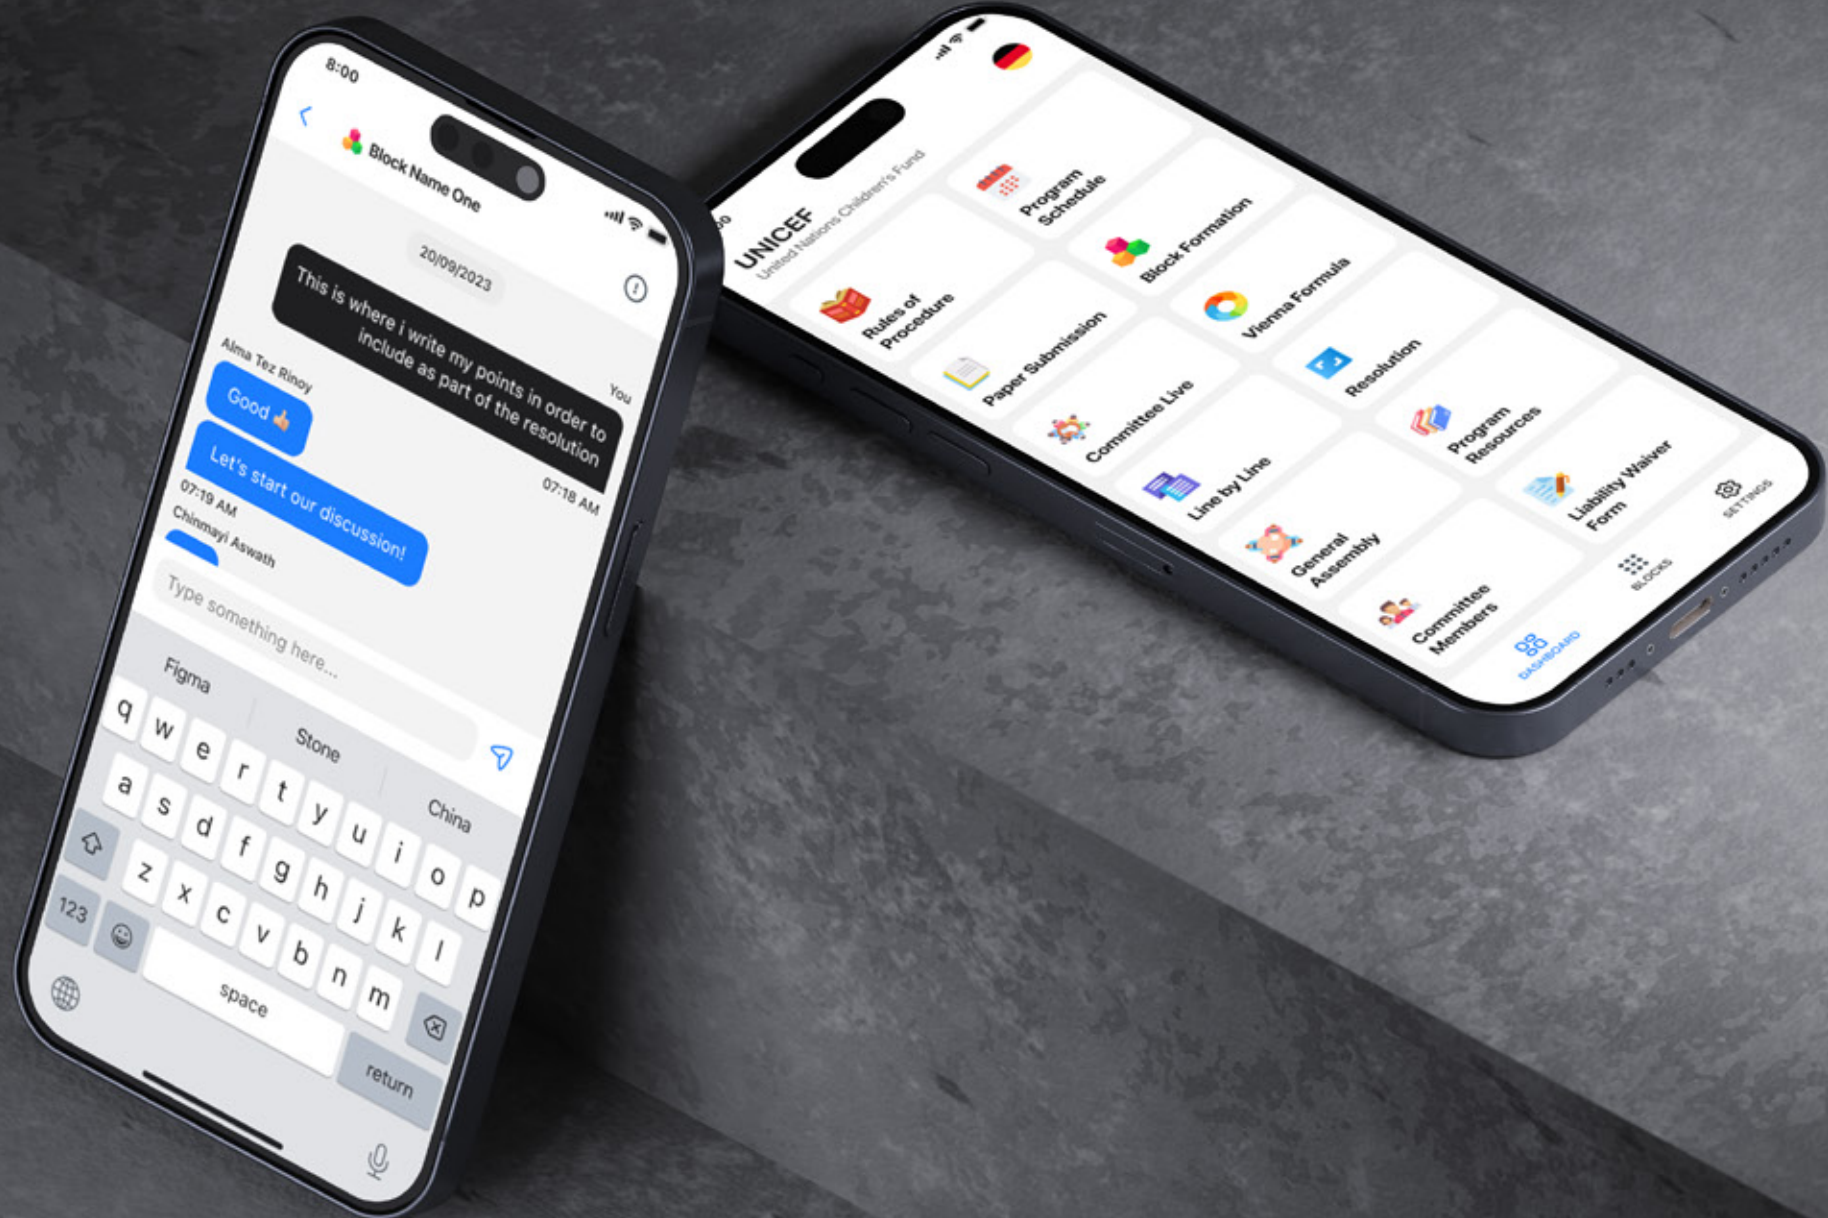 8:00
Block Name One
20/09/2023
You
This is where i write my points in order to
include as part of the resolution
07:18 AM
Alma Tez Rinoy
Good 👍🏼
Let's start our discussion!
07:19 AM
Chinmayi Aswath
Type something here...
Figma
Stone
China
q w e r t y u i o p
a s d f g h j k l
z x c v b n m
123
space
return
UNICEF
United Nations Children's Fund
Rules of
Procedure
Program
Schedule
Paper Submission
Block Formation
Committee Live
Vienna Formula
Line by Line
Resolution
General
Assembly
Program
Resources
Committee
Members
Liability Waiver
Form
DASHBOARD
BLOCKS
SETTINGS